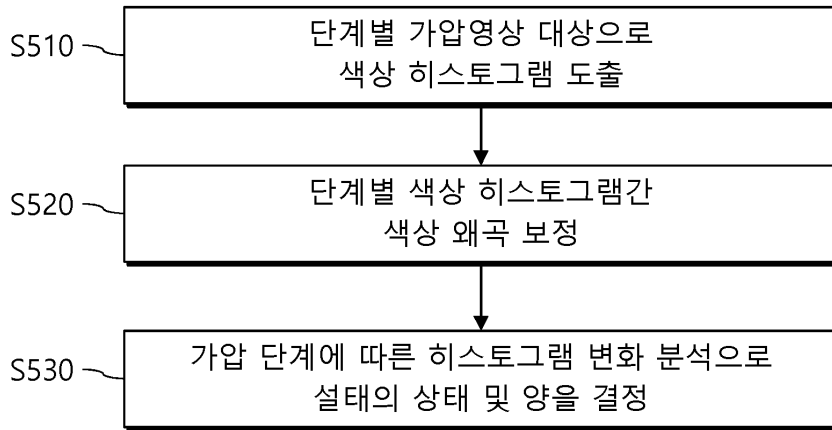 S510
단계별 가압영상 대상으로
색상 히스토그램 도출
S520
단계별 색상 히스토그램간
색상 왜곡 보정
S530
가압 단계에 따른 히스토그램 변화 분석으로
설태의 상태 및 양을 결정